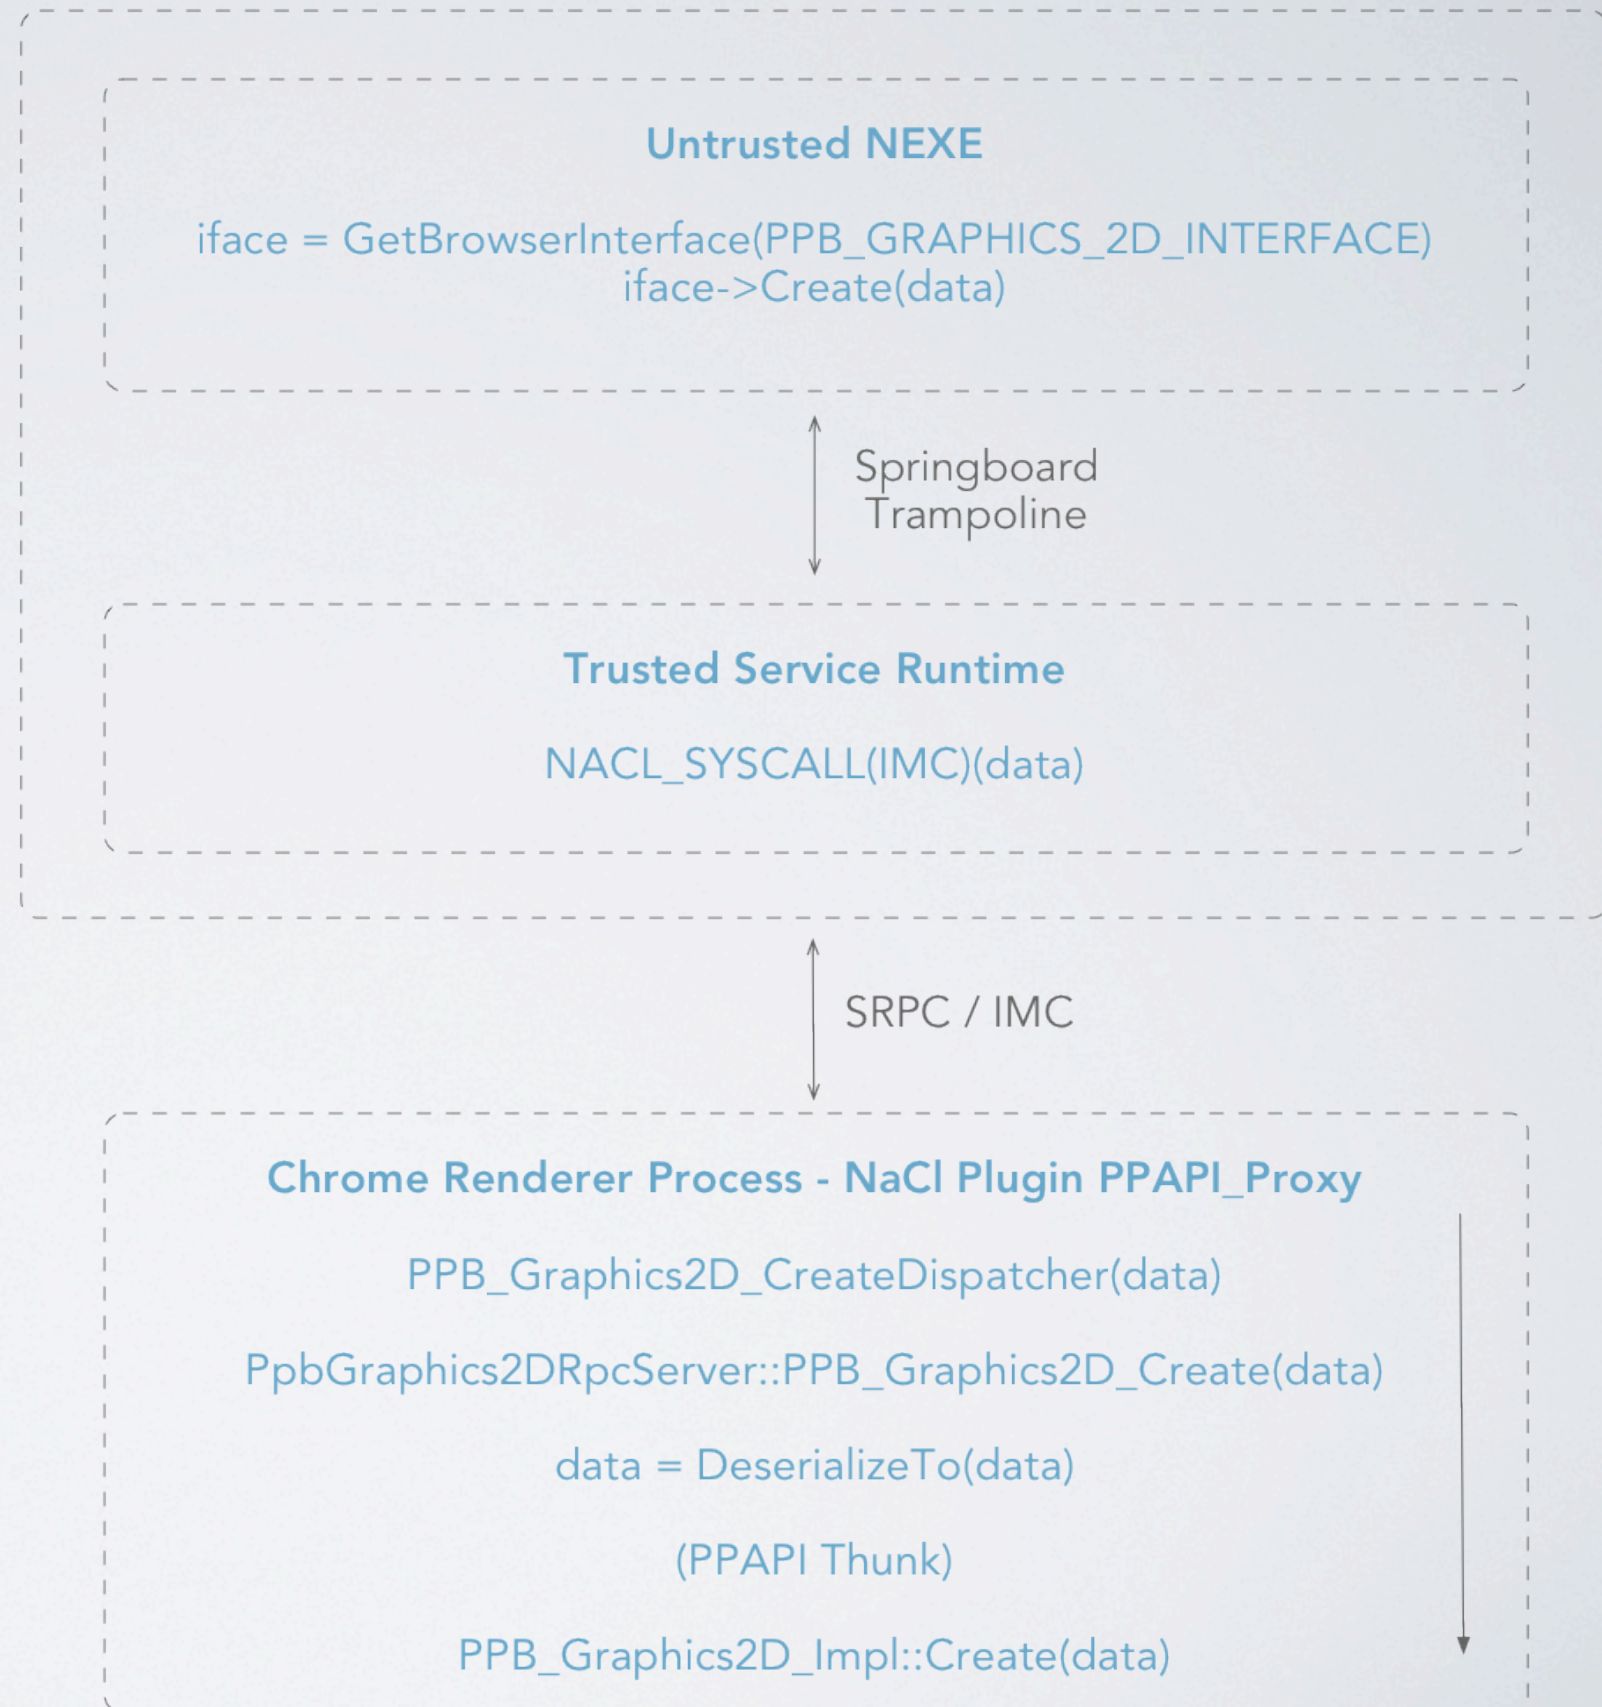 Untrusted NEXE
iface = GetBrowserInterface(PPB_GRAPHICS_2D_INTERFACE)
iface->Create(data)
Springboard
Trampoline
Trusted Service Runtime
NACL_SYSCALL(IMC)(data)
SRPC / IMC
Chrome Renderer Process - NaCl Plugin PPAPI_Proxy
PPB_Graphics2D_CreateDispatcher(data)
PpbGraphics2DRpcServer::PPB_Graphics2D_Create(data)
data = DeserializeTo(data)
(PPAPI Thunk)
PPB_Graphics2D_Impl::Create(data)